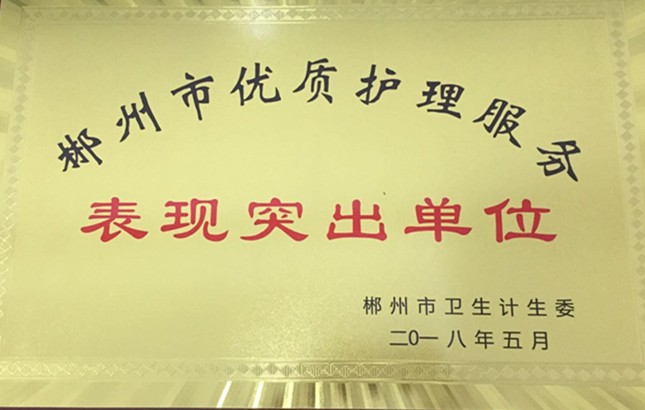 郴州市优质护理服务
表现突出单位
郴州市卫生计生委
二〇一八年五月